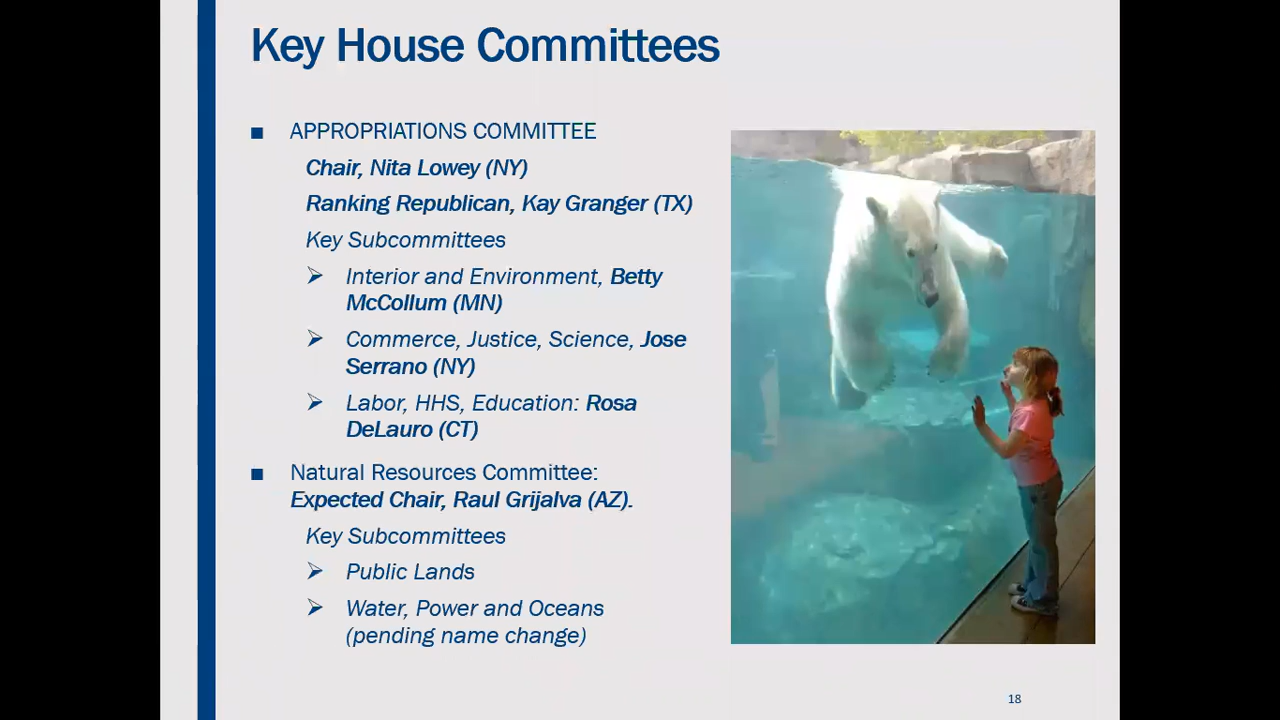 Key House Committees
■ APPROPRIATIONS COMMITTEE
Chair, Nita Lowey (NY)
Ranking Republican, Kay Granger (TX)
Key Subcommittees
➢ Interior and Environment, Betty
McCollum (MN)
➢ Commerce, Justice, Science, Jose
Serrano (NY)
➢ Labor, HHS, Education: Rosa
DeLauro (CT)
■ Natural Resources Committee:
Expected Chair, Raul Grijalva (AZ).
Key Subcommittees
➢ Public Lands
➢ Water, Power and Oceans
(pending name change)
18